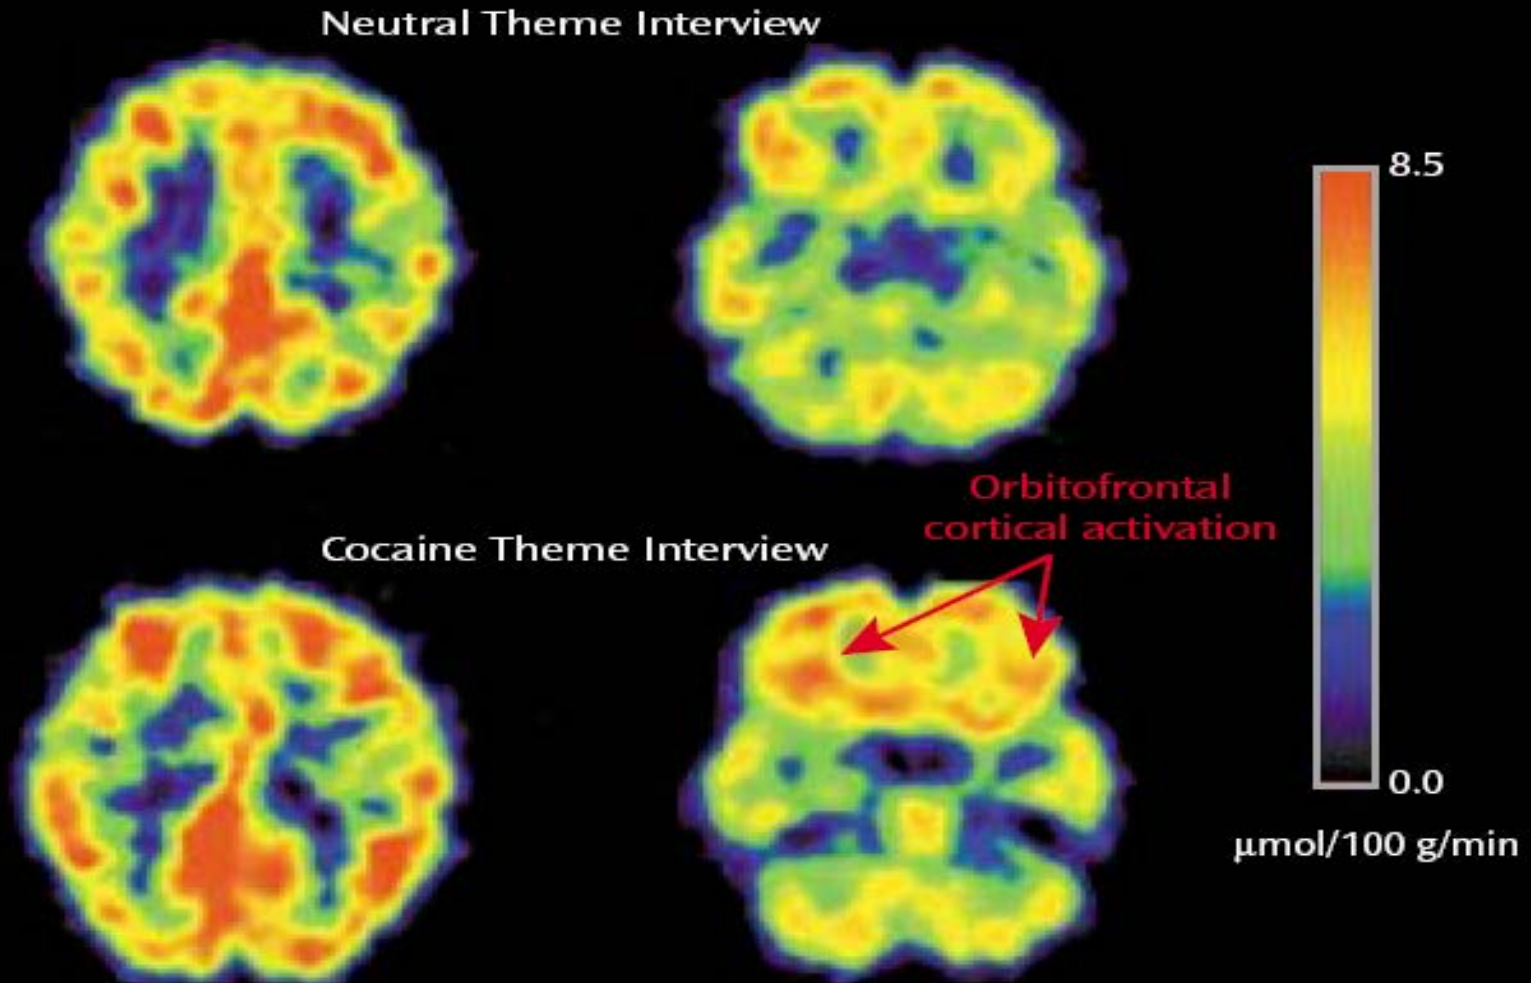 Neutral Theme Interview
8.5
Orbitofrontal
cortical activation
Cocaine Theme Interview
0.0
μmol/100 g/min